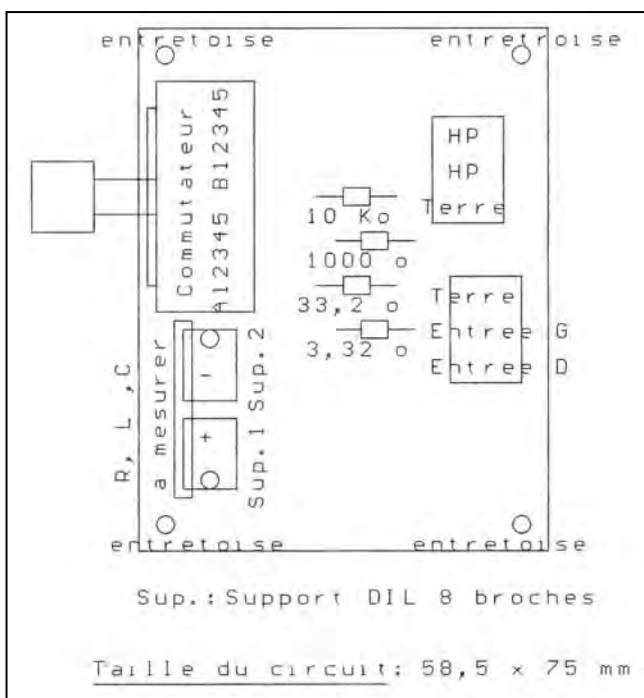 entretoise
entretroise
Commutateur
A12345 B12345
HP
HP
Terre
10 Ko
1000 o
33,2 o
3,32 o
Terre
Entree G
Entree D
R, L ,C
a mesurer
-
+
Sup.1 Sup.2
entretoise
entretoise
Sup.:Support DIL 8 broches
Taille du circuit: 58,5 x 75 mm